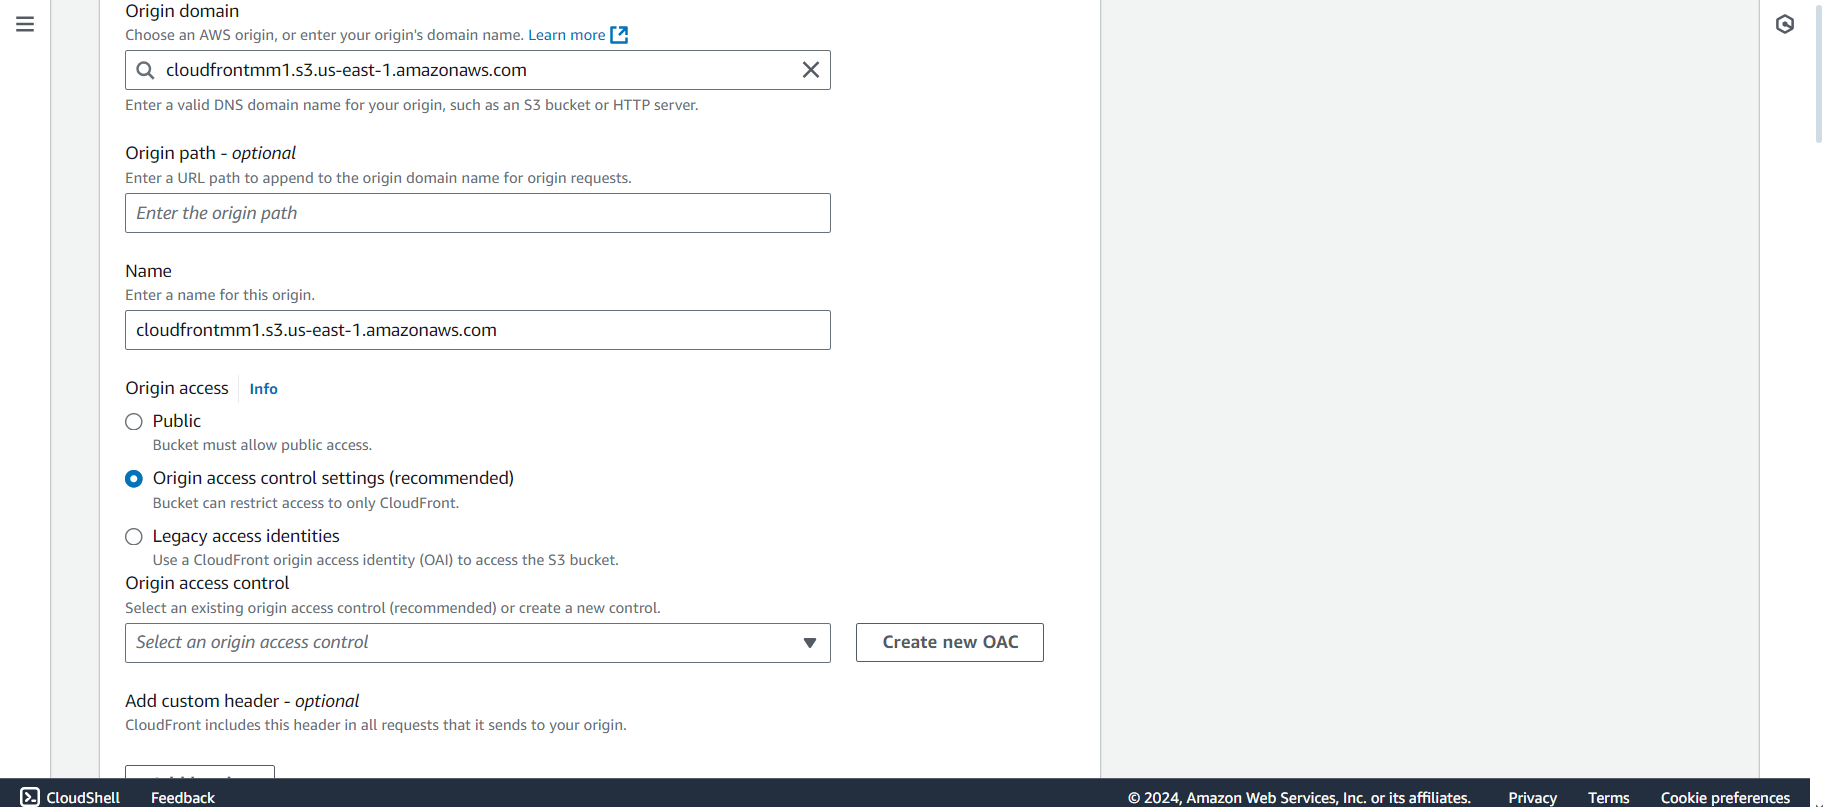 Origin domain
Choose an AWS origin, or enter your origin's domain name. Learn more
cloudfrontmm1.s3.us-east-1.amazonaws.com
Enter a valid DNS domain name for your origin, such as an S3 bucket or HTTP server.
Origin path - optional
Enter a URL path to append to the origin domain name for origin requests.
Enter the origin path
Name
Enter a name for this origin.
cloudfrontmm1.s3.us-east-1.amazonaws.com
Origin access Info
Public
Bucket must allow public access.
Origin access control settings (recommended)
Bucket can restrict access to only CloudFront.
Legacy access identities
Use a CloudFront origin access identity (OAI) to access the S3 bucket.
Origin access control
Select an existing origin access control (recommended) or create a new control.
Select an origin access control
Create new OAC
Add custom header - optional
CloudFront includes this header in all requests that it sends to your origin.
CloudShell Feedback © 2024, Amazon Web Services, Inc. or its affiliates. Privacy Terms Cookie preferences